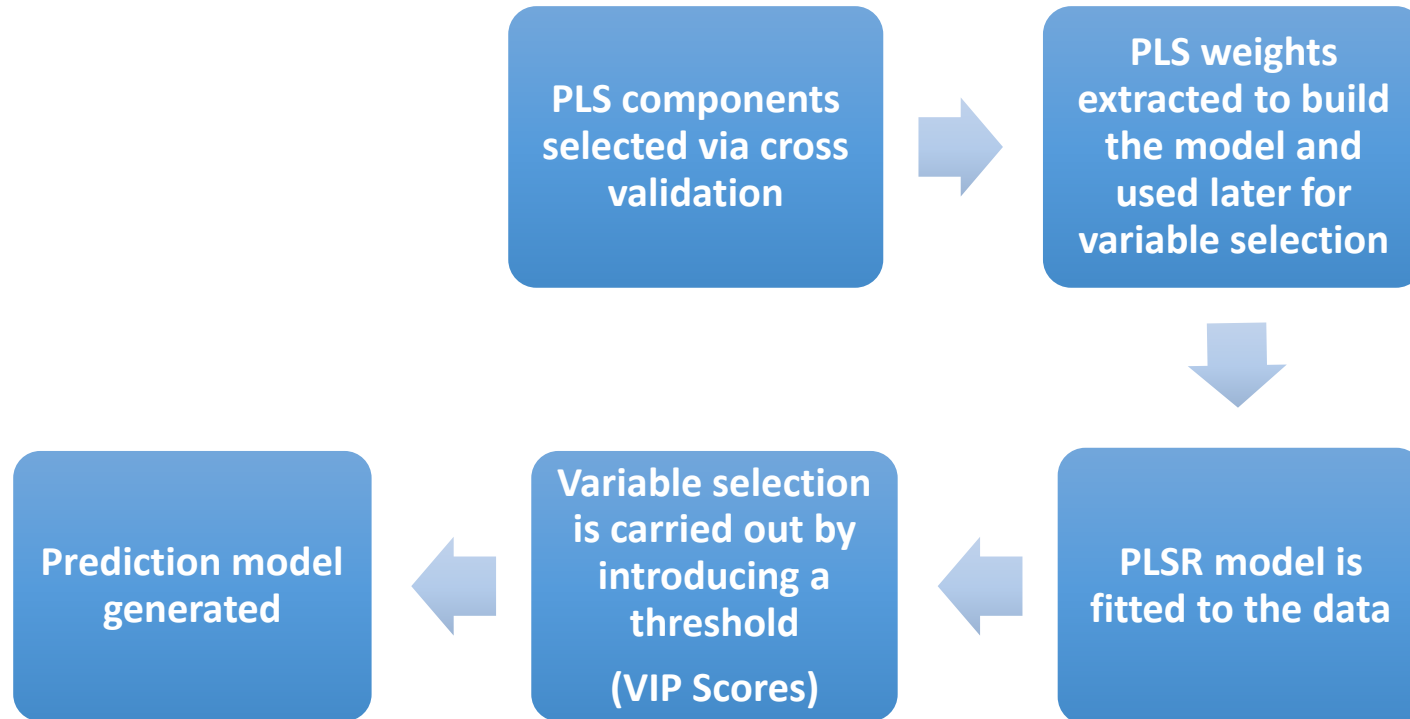 PLS components
selected via cross
validation
PLS weights
extracted to build
the model and
used later for
variable selection
PLSR model is
fitted to the data
Variable selection
is carried out by
introducing a
threshold
(VIP Scores)
Prediction model
generated